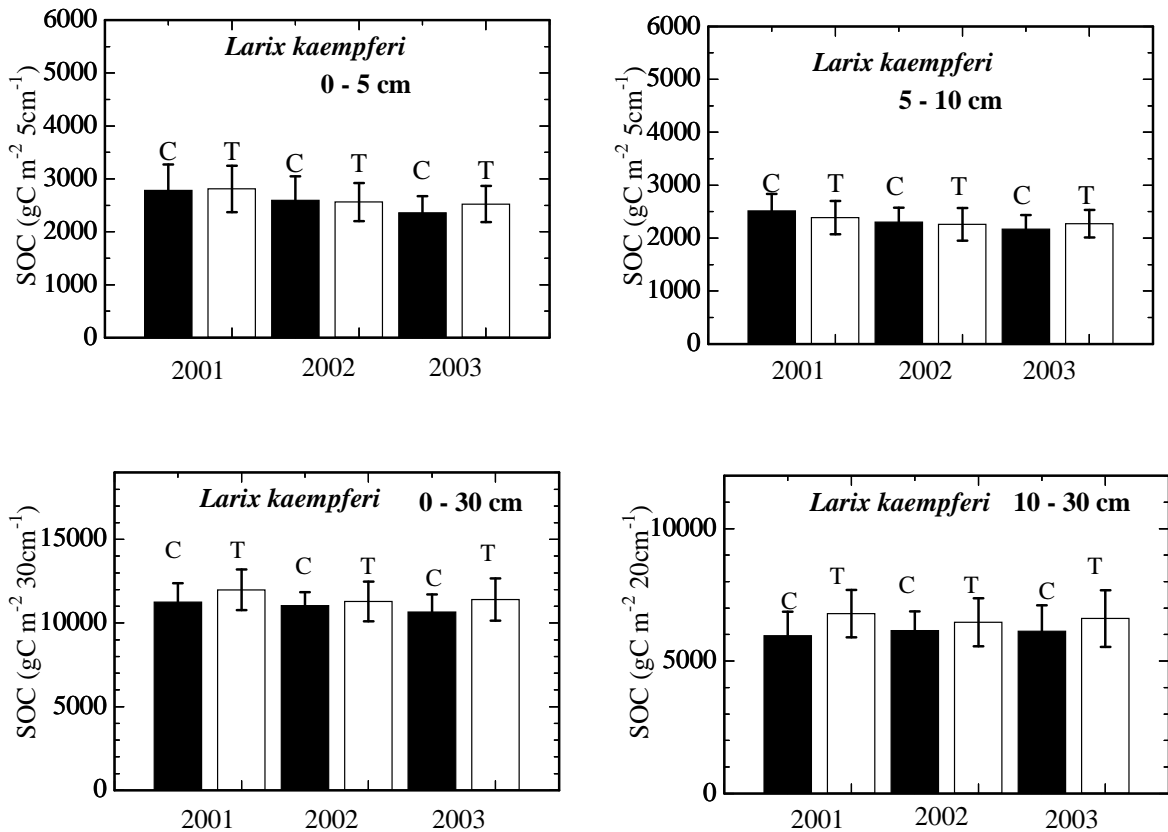 6000
5000
4000
3000
2000
1000
0
SOC (gC m⁻² 5cm⁻¹)
Larix kaempferi
0 - 5 cm
C T C T C T
2001 2002 2003
6000
5000
4000
3000
2000
1000
0
SOC (gC m⁻² 5cm⁻¹)
Larix kaempferi
5 - 10 cm
C T C T C T
2001 2002 2003
15000
10000
5000
0
SOC (gC m⁻² 30cm⁻¹)
Larix kaempferi 0 - 30 cm
C T C T C T
2001 2002 2003
10000
5000
0
SOC (gC m⁻² 20cm⁻¹)
Larix kaempferi 10 - 30 cm
C T C T C T
2001 2002 2003